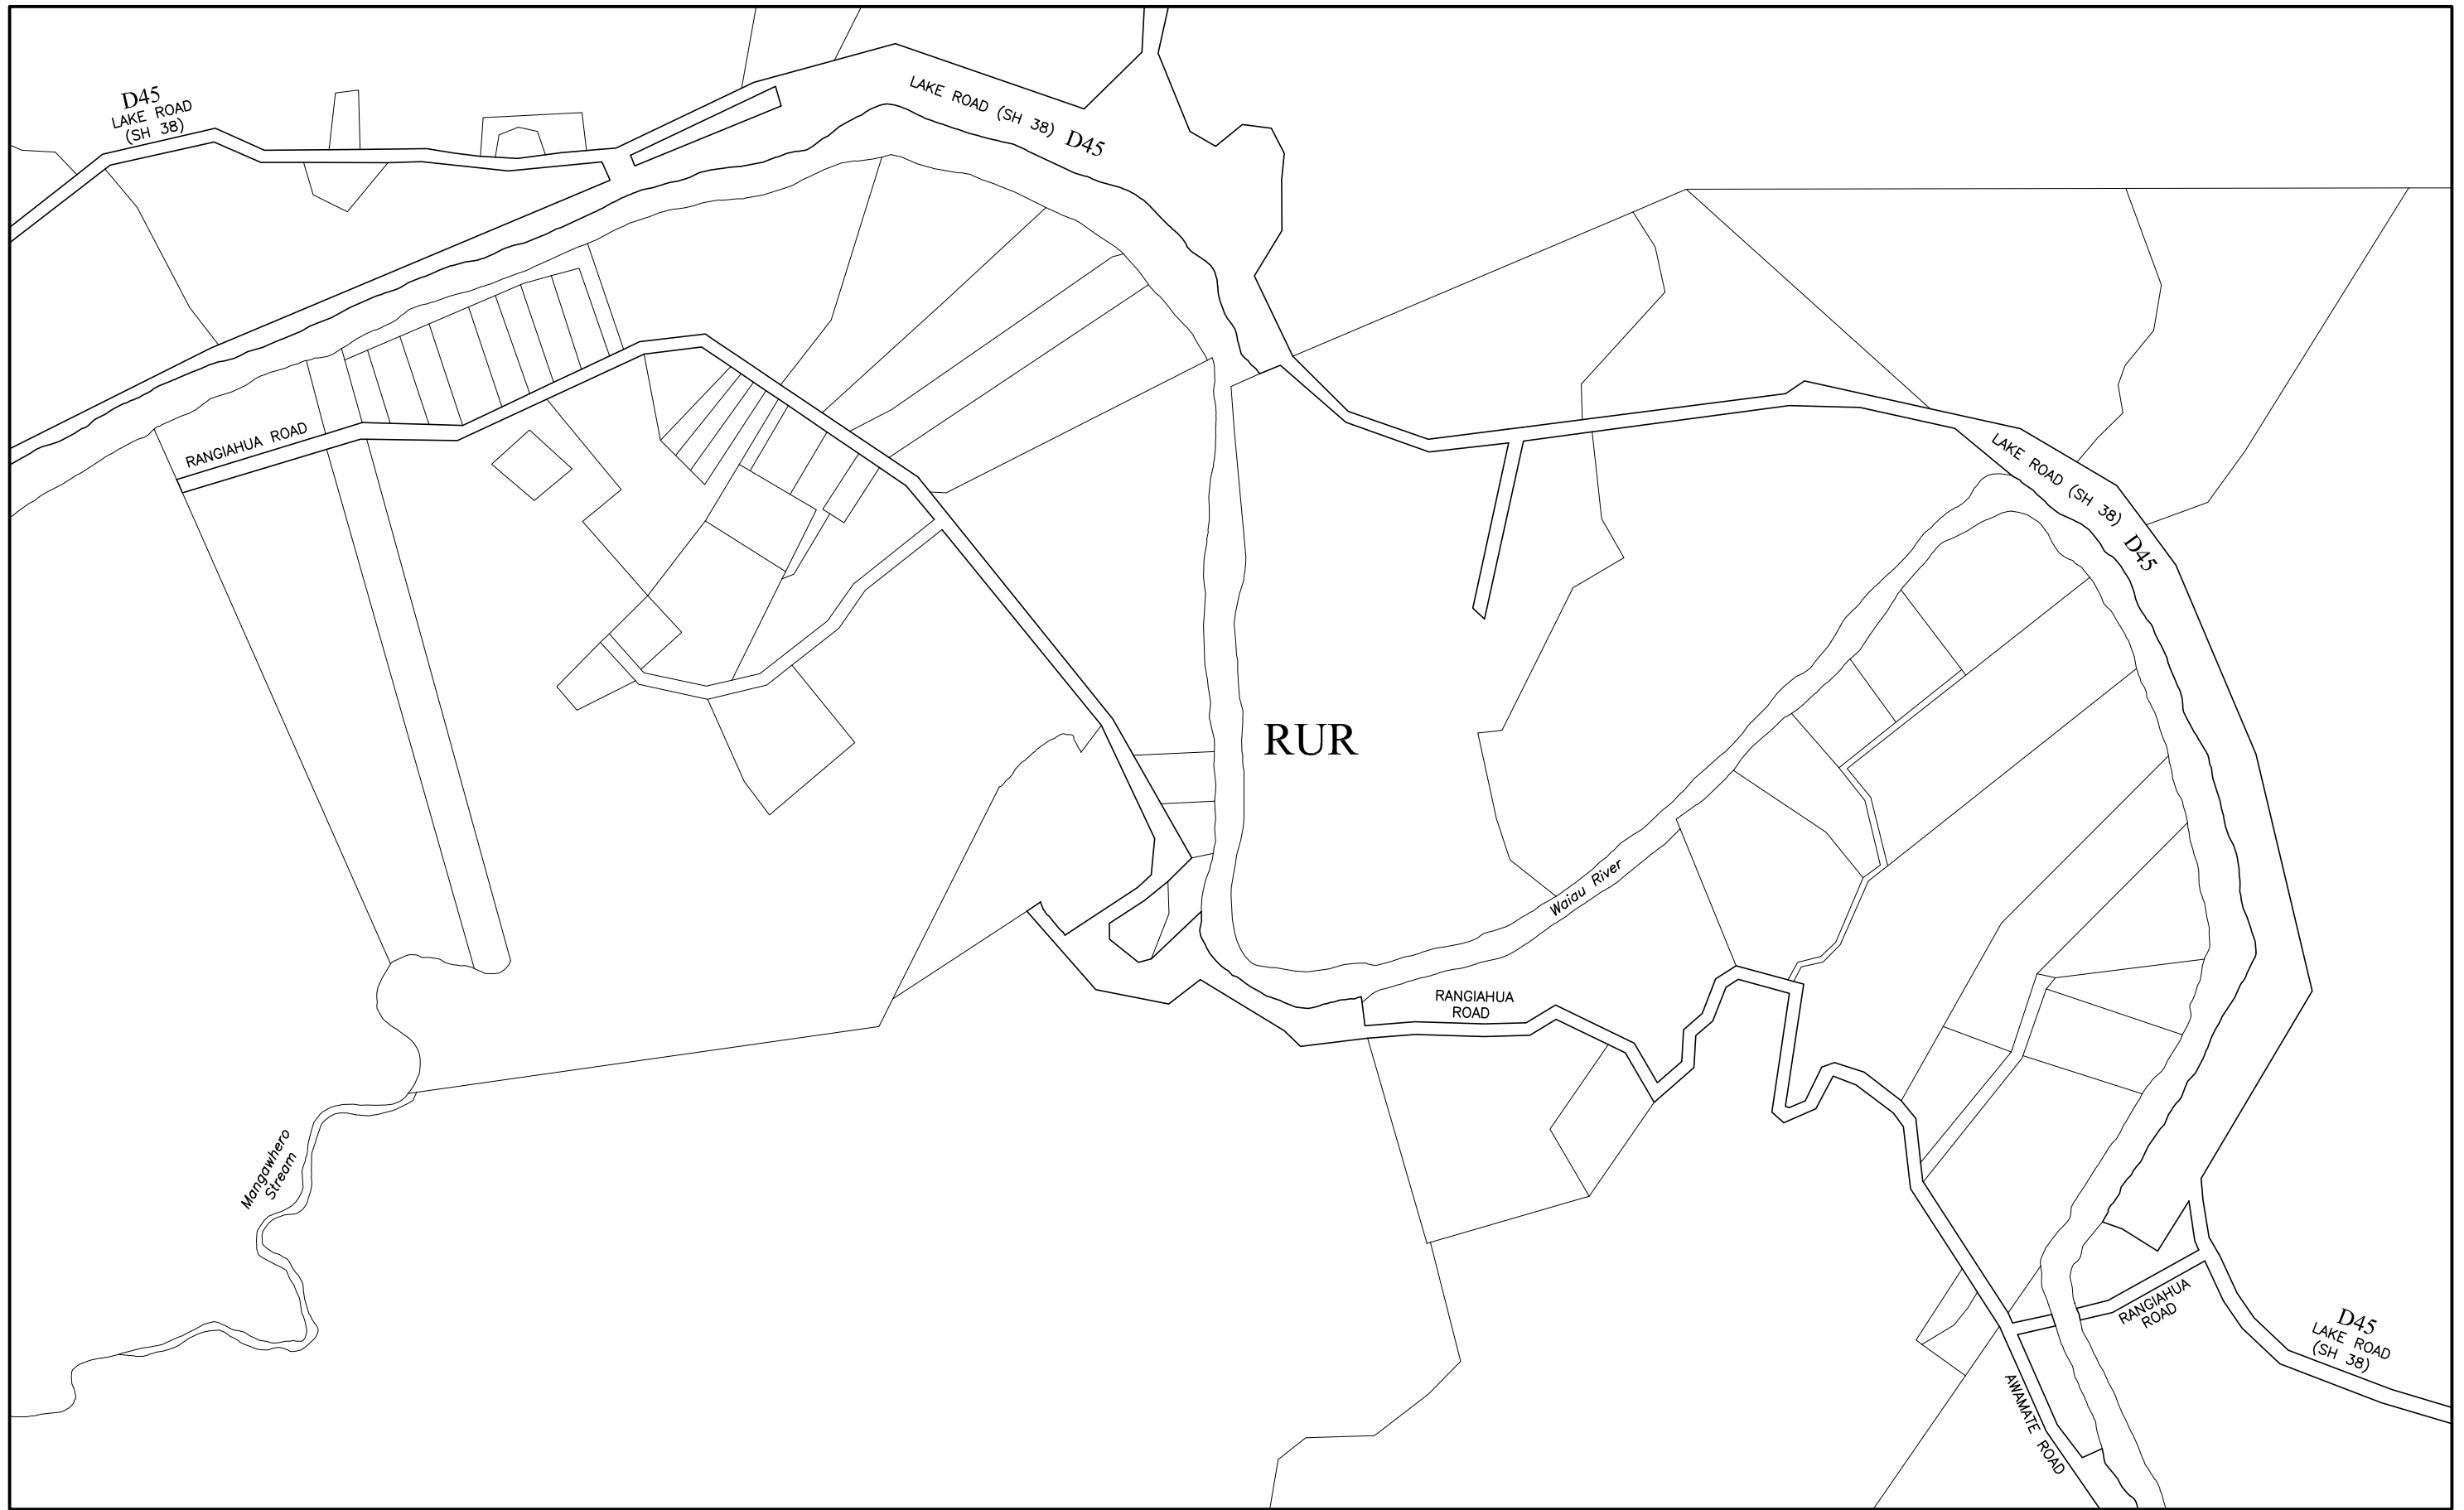 D45
LAKE ROAD
(SH 38)
LAKE ROAD (SH 38) D45
RANGIAHUA ROAD
LAKE ROAD (SH 38) D45
RUR
Waiau River
RANGIAHUA
ROAD
Mangawhero
Stream
RANGIAHUA
ROAD
D45
LAKE ROAD
(SH 38)
AWAMATE ROAD